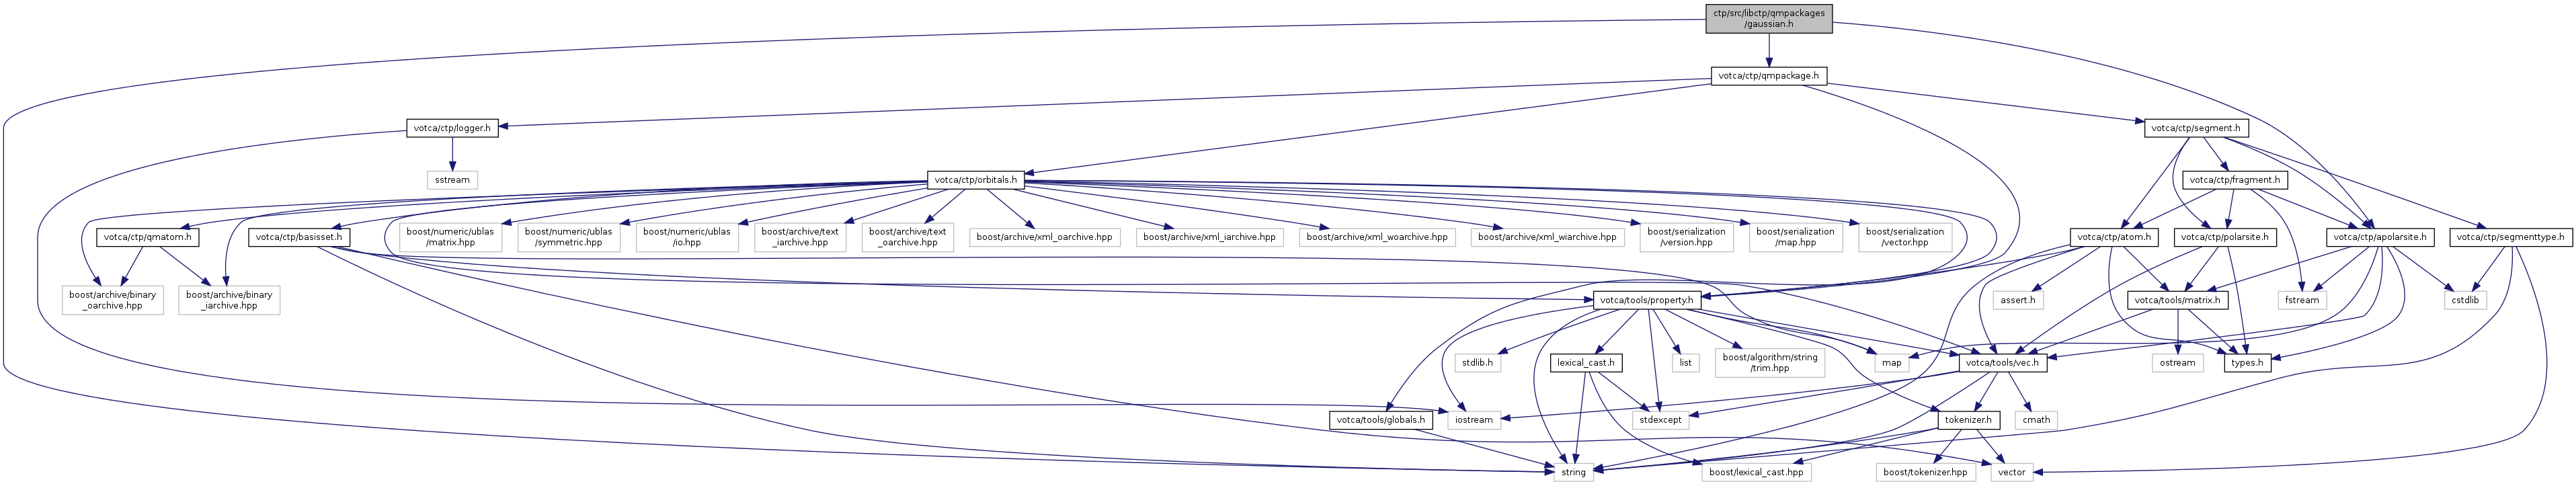 ctp/src/libctp/qmpackages
/gaussian.h
votca/ctp/qmpackage.h
votca/ctp/logger.h
votca/ctp/segment.h
sstream
votca/ctp/orbitals.h
votca/ctp/fragment.h
votca/ctp/qmatom.h
votca/ctp/basisset.h
boost/numeric/ublas
/matrix.hpp
boost/numeric/ublas
/symmetric.hpp
boost/numeric/ublas
/io.hpp
boost/archive/text
_iarchive.hpp
boost/archive/text
_oarchive.hpp
boost/archive/xml_oarchive.hpp
boost/archive/xml_iarchive.hpp
boost/archive/xml_woarchive.hpp
boost/archive/xml_wiarchive.hpp
boost/serialization
/version.hpp
boost/serialization
/map.hpp
boost/serialization
/vector.hpp
votca/ctp/atom.h
votca/ctp/polarsite.h
votca/ctp/apolarsite.h
votca/ctp/segmenttype.h
boost/archive/binary
_oarchive.hpp
boost/archive/binary
_iarchive.hpp
votca/tools/property.h
assert.h
votca/tools/matrix.h
fstream
cstdlib
stdlib.h
lexical_cast.h
list
boost/algorithm/string
/trim.hpp
map
votca/tools/vec.h
ostream
types.h
votca/tools/globals.h
iostream
stdexcept
tokenizer.h
cmath
string
boost/lexical_cast.hpp
boost/tokenizer.hpp
vector